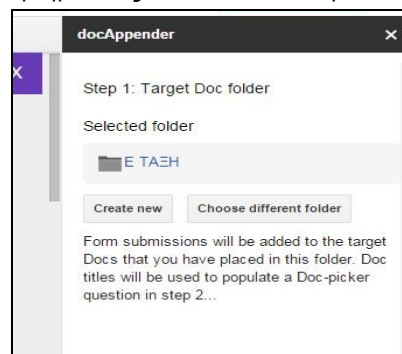 docAppender x
X
Step 1: Target Doc folder
Selected folder
Ε ΤΑΞΗ
Create new Choose different folder
Form submissions will be added to the target
Docs that you have placed in this folder. Doc
titles will be used to populate a Doc-picker
question in step 2...